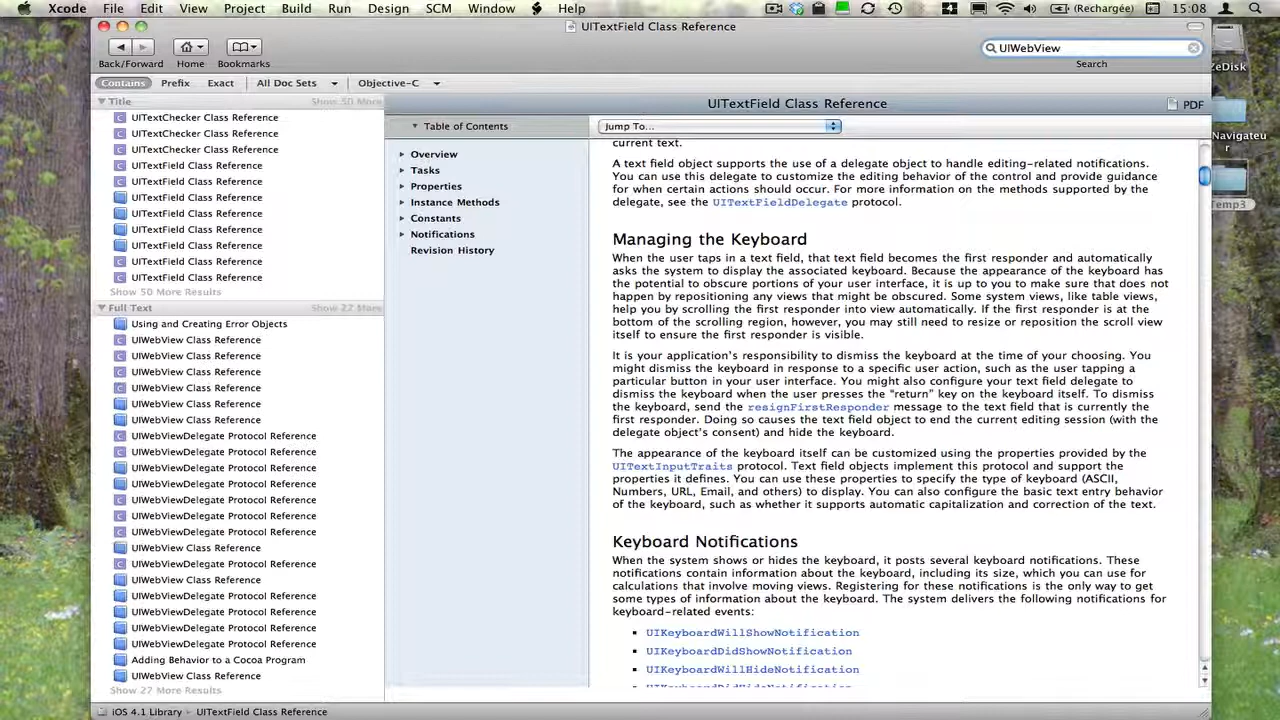 Xcode File Edit View Project Build Run Design SCM Window Help (Rechargée) 15:08
UITextField Class Reference
Back/Forward Home Bookmarks
UIWebView
Search
Contains Prefix Exact All Doc Sets Objective-C
Title Show 50 More
UITextChecker Class Reference
UITextChecker Class Reference
UITextChecker Class Reference
UITextField Class Reference
UITextField Class Reference
UITextField Class Reference
UITextField Class Reference
UITextField Class Reference
UITextField Class Reference
UITextField Class Reference
UITextField Class Reference
Show 50 More Results
Full Text Show 27 More
Using and Creating Error Objects
UIWebView Class Reference
UIWebView Class Reference
UIWebView Class Reference
UIWebView Class Reference
UIWebView Class Reference
UIWebView Class Reference
UIWebViewDelegate Protocol Reference
UIWebViewDelegate Protocol Reference
UIWebViewDelegate Protocol Reference
UIWebViewDelegate Protocol Reference
UIWebViewDelegate Protocol Reference
UIWebViewDelegate Protocol Reference
UIWebViewDelegate Protocol Reference
UIWebView Class Reference
UIWebViewDelegate Protocol Reference
UIWebView Class Reference
UIWebViewDelegate Protocol Reference
UIWebViewDelegate Protocol Reference
UIWebViewDelegate Protocol Reference
UIWebViewDelegate Protocol Reference
Adding Behavior to a Cocoa Program
UIWebView Class Reference
Show 27 More Results
UITextField Class Reference
PDF
Table of Contents
Jump To...
Overview
Tasks
Properties
Instance Methods
Constants
Notifications
Revision History
current text.
A text field object supports the use of a delegate object to handle editing-related notifications.
You can use this delegate to customize the editing behavior of the control and provide guidance
for when certain actions should occur. For more information on the methods supported by the
delegate, see the UITextFieldDelegate protocol.
Managing the Keyboard
When the user taps in a text field, that text field becomes the first responder and automatically
asks the system to display the associated keyboard. Because the appearance of the keyboard has
the potential to obscure portions of your user interface, it is up to you to make sure that does not
happen by repositioning any views that might be obscured. Some system views, like table views,
help you by scrolling the first responder into view automatically. If the first responder is at the
bottom of the scrolling region, however, you may still need to resize or reposition the scroll view
itself to ensure the first responder is visible.
It is your application's responsibility to dismiss the keyboard at the time of your choosing. You
might dismiss the keyboard in response to a specific user action, such as the user tapping a
particular button in your user interface. You might also configure your text field delegate to
dismiss the keyboard when the user presses the “return” key on the keyboard itself. To dismiss
the keyboard, send the resignFirstResponder message to the text field that is currently the
first responder. Doing so causes the text field object to end the current editing session (with the
delegate object's consent) and hide the keyboard.
The appearance of the keyboard itself can be customized using the properties provided by the
UITextInputTraits protocol. Text field objects implement this protocol and support the
properties it defines. You can use these properties to specify the type of keyboard (ASCII,
Numbers, URL, Email, and others) to display. You can also configure the basic text entry behavior
of the keyboard, such as whether it supports automatic capitalization and correction of the text.
Keyboard Notifications
When the system shows or hides the keyboard, it posts several keyboard notifications. These
notifications contain information about the keyboard, including its size, which you can use for
calculations that involve moving views. Registering for these notifications is the only way to get
some types of information about the keyboard. The system delivers the following notifications for
keyboard-related events:
UIKeyboardWillShowNotification
UIKeyboardDidShowNotification
UIKeyboardWillHideNotification
UIKeyboardDidHideNotification
iOS 4.1 Library UITextField Class Reference
ZeDisk
Navigateu
r
Temp3